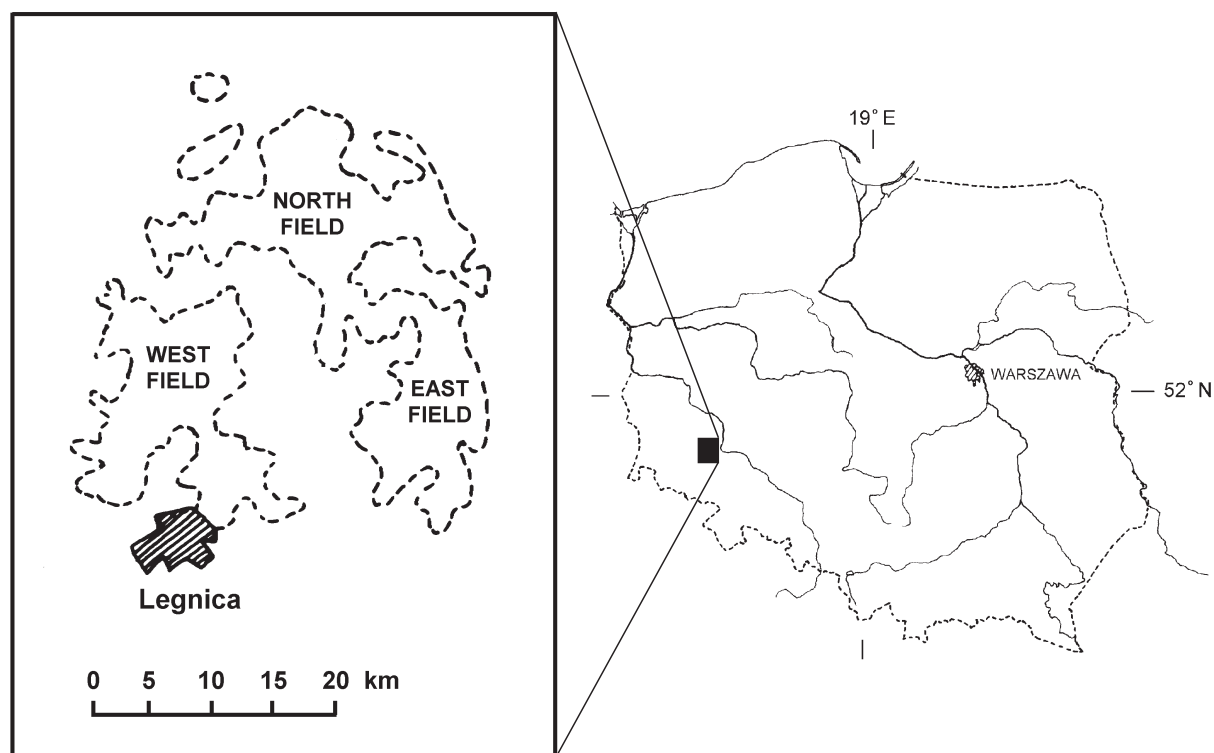 NORTH
FIELD
WEST
FIELD
EAST
FIELD
Legnica
0 5 10 15 20 km
19° E
WARSZAWA
52° N